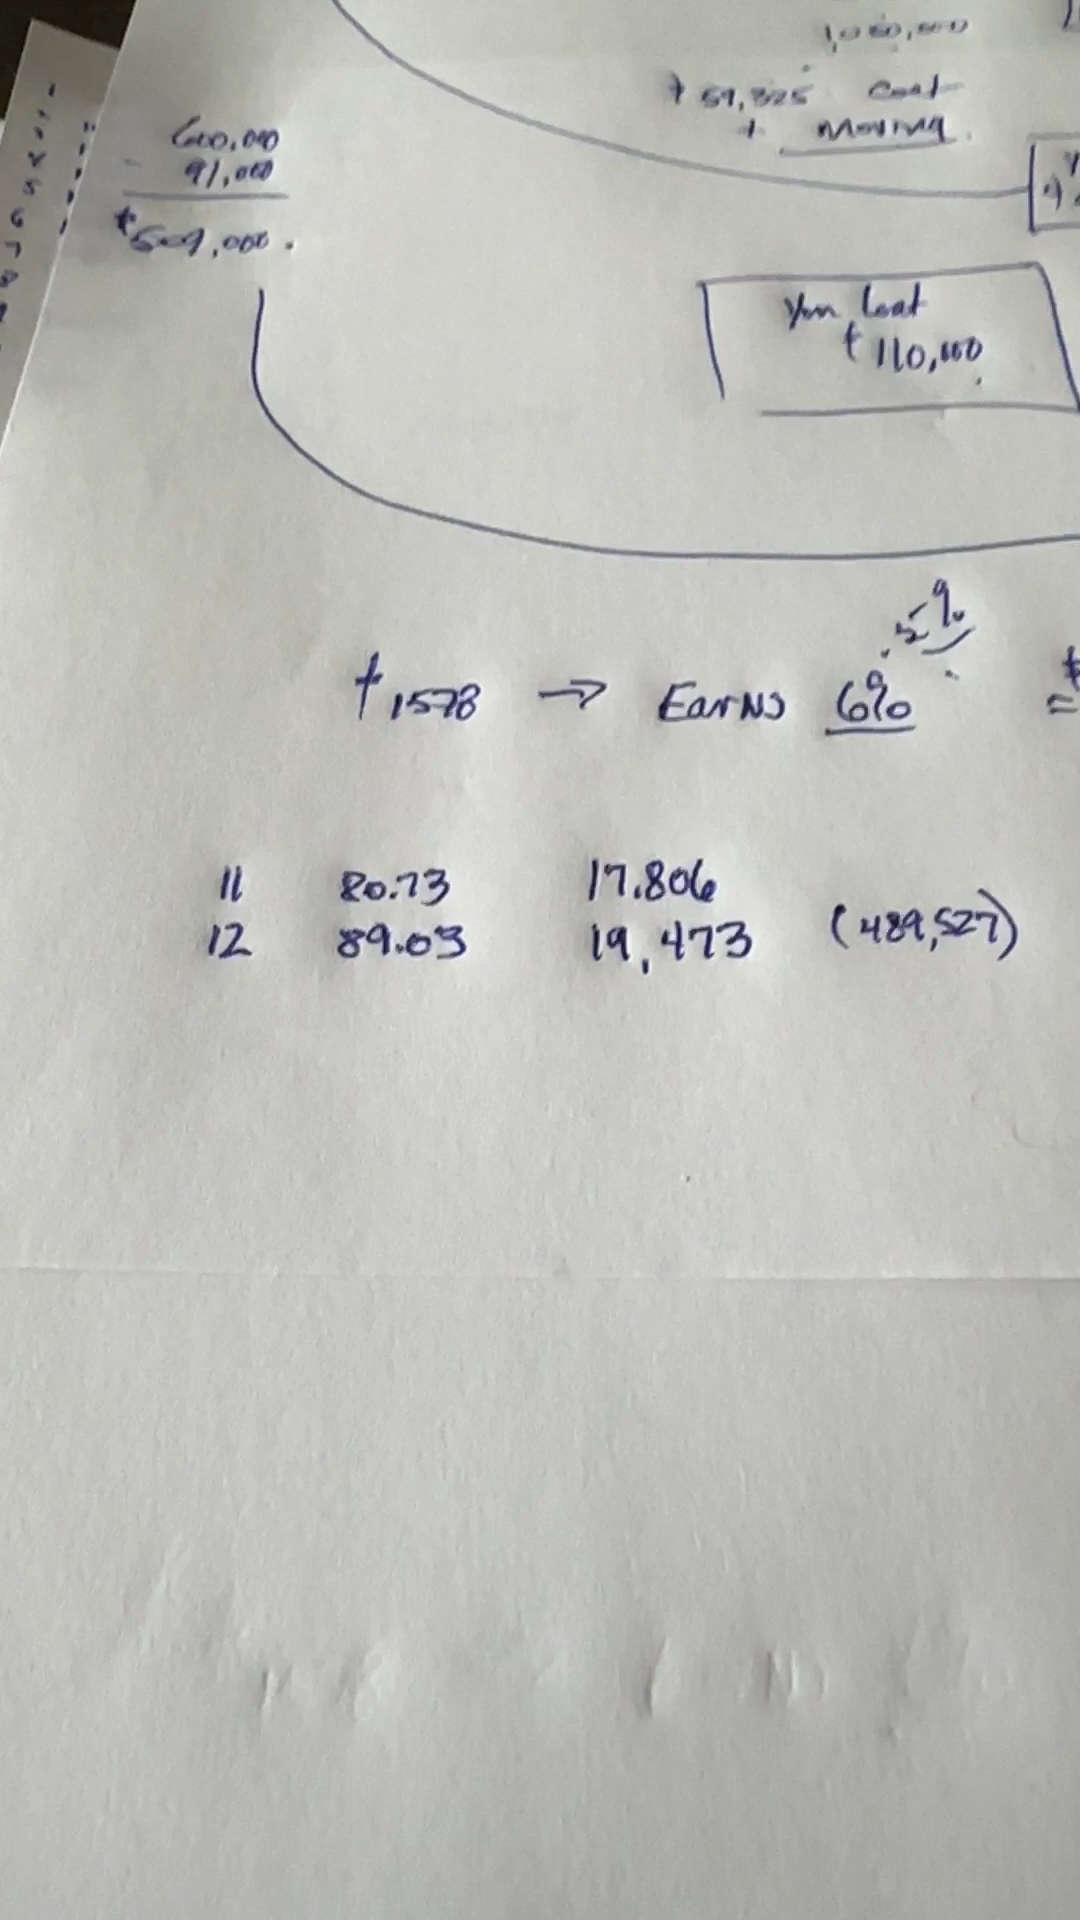 1,000,000
$59,325 Cost
+ Moving.
600,000
- 91,000
$509,000.
You Lost
$110,000
.5%
$1578 → Earns 6% = $
11 80.73 17.806
12 89.03 19,473 (489,527)